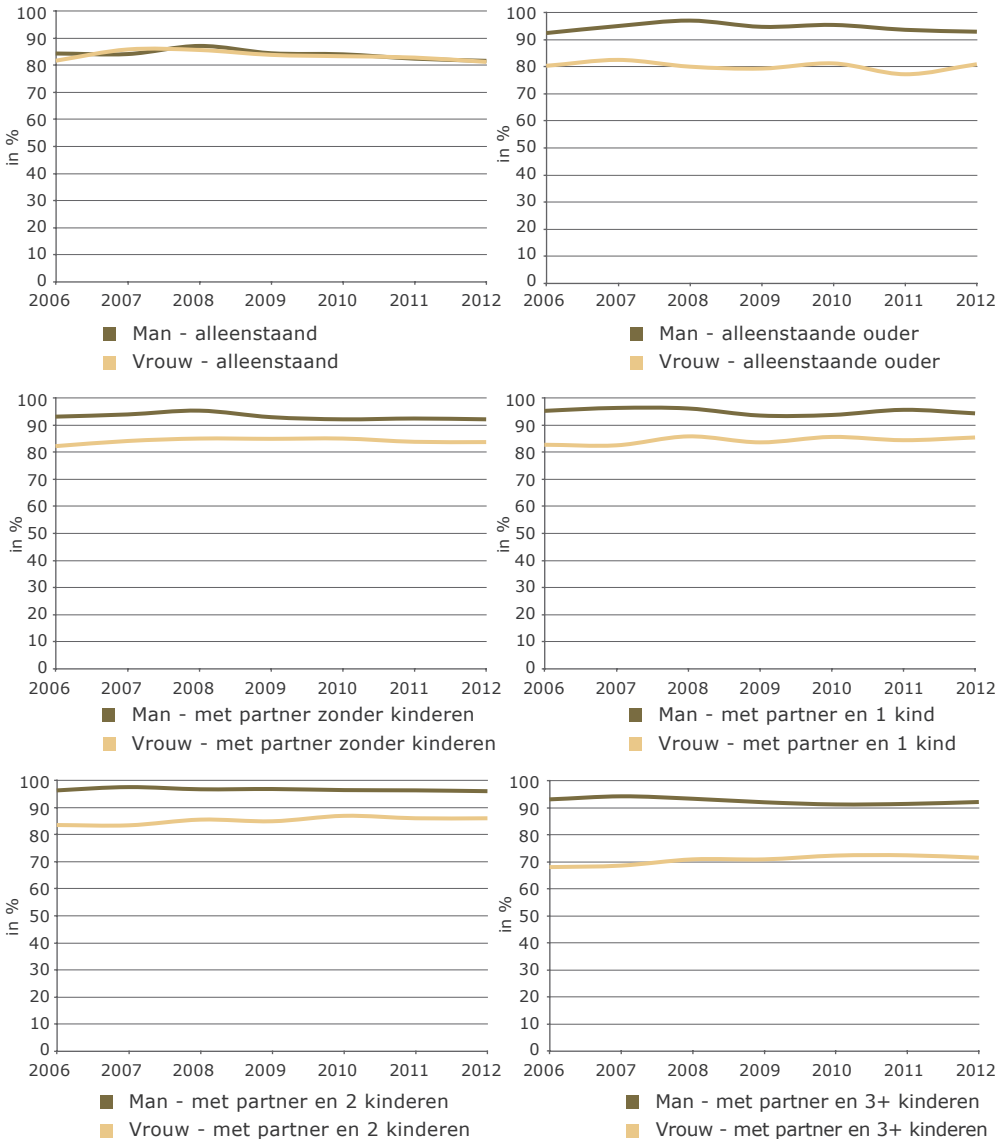 100
90
80
70
60
50
40
30
20
10
0
in %
2006 2007 2008 2009 2010 2011 2012
Man - alleenstaand
Vrouw - alleenstaand
100
90
80
70
60
50
40
30
20
10
0
in %
2006 2007 2008 2009 2010 2011 2012
Man - alleenstaande ouder
Vrouw - alleenstaande ouder
100
90
80
70
60
50
40
30
20
10
0
in %
2006 2007 2008 2009 2010 2011 2012
Man - met partner zonder kinderen
Vrouw - met partner zonder kinderen
100
90
80
70
60
50
40
30
20
10
0
in %
2006 2007 2008 2009 2010 2011 2012
Man - met partner en 1 kind
Vrouw - met partner en 1 kind
100
90
80
70
60
50
40
30
20
10
0
in %
2006 2007 2008 2009 2010 2011 2012
Man - met partner en 2 kinderen
Vrouw - met partner en 2 kinderen
100
90
80
70
60
50
40
30
20
10
0
in %
2006 2007 2008 2009 2010 2011 2012
Man - met partner en 3+ kinderen
Vrouw - met partner en 3+ kinderen